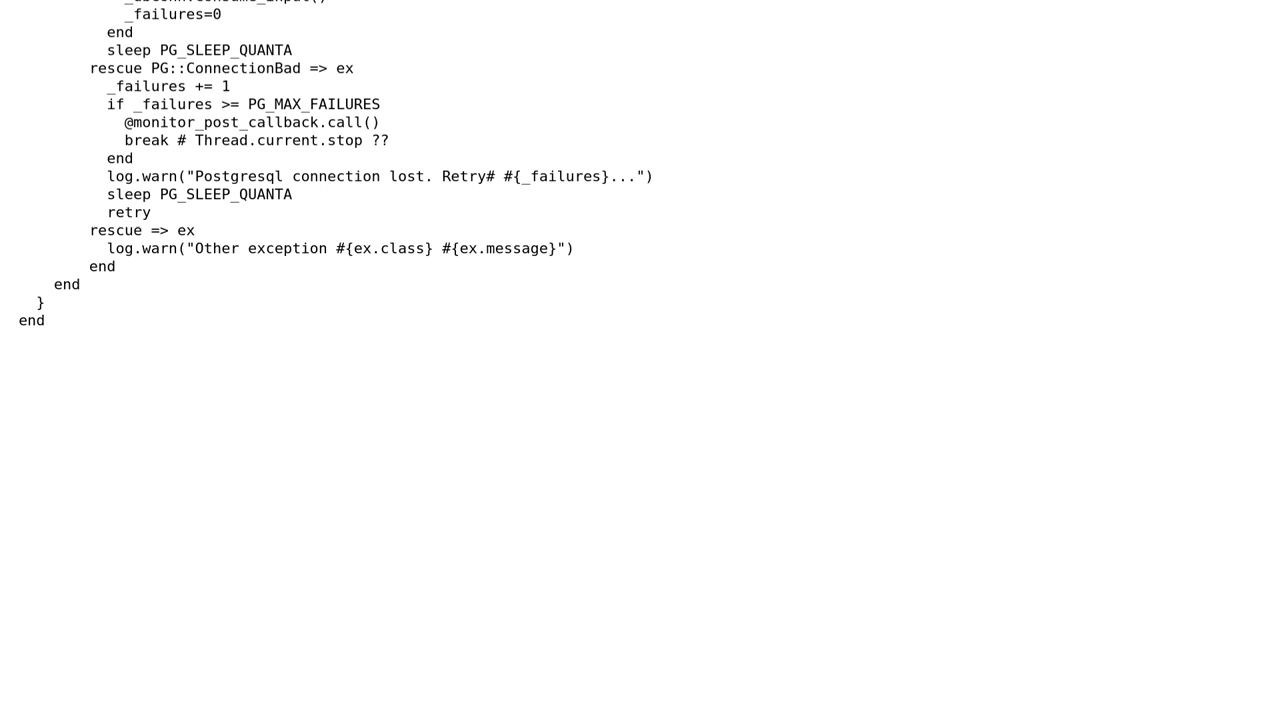 _failures=0
end
sleep PG_SLEEP_QUANTA
rescue PG::ConnectionBad => ex
_failures += 1
if _failures >= PG_MAX_FAILURES
@monitor_post_callback.call()
break # Thread.current.stop ??
end
log.warn("Postgresql connection lost. Retry# #{_failures}...")
sleep PG_SLEEP_QUANTA
retry
rescue => ex
log.warn("Other exception #{ex.class} #{ex.message}")
end
end
}
end